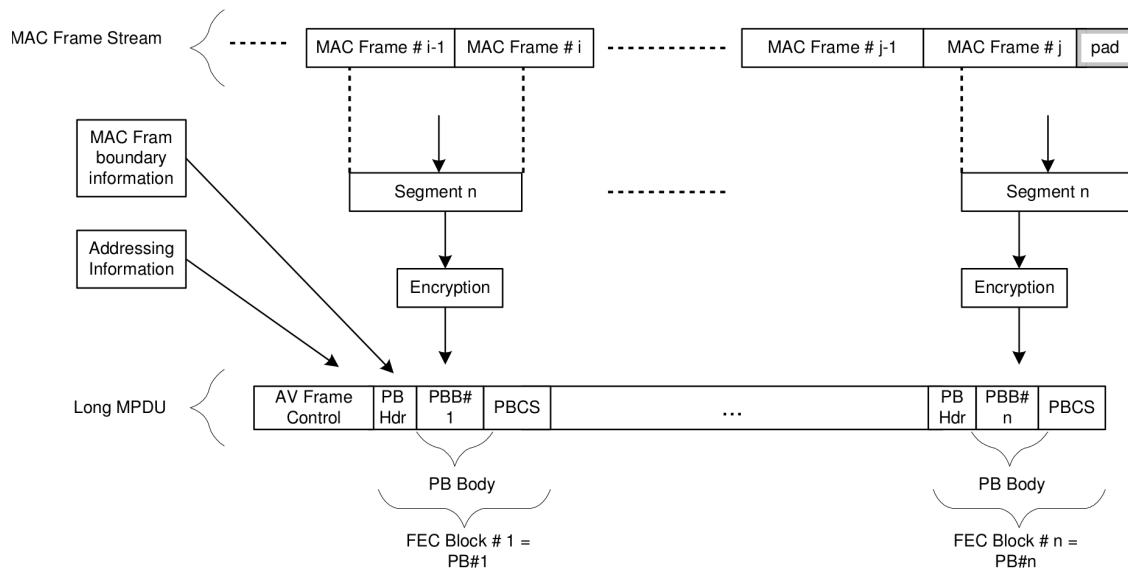 MAC Frame Stream
MAC Frame # i-1
MAC Frame # i
MAC Frame # j-1
MAC Frame # j
pad
MAC Fram
boundary
information
Segment n
Segment n
Addressing
Information
Encryption
Encryption
Long MPDU
AV Frame
Control
PB
Hdr
PBB#
1
PBCS
...
PB
Hdr
PBB#
n
PBCS
PB Body
PB Body
FEC Block # 1 =
PB#1
FEC Block # n =
PB#n